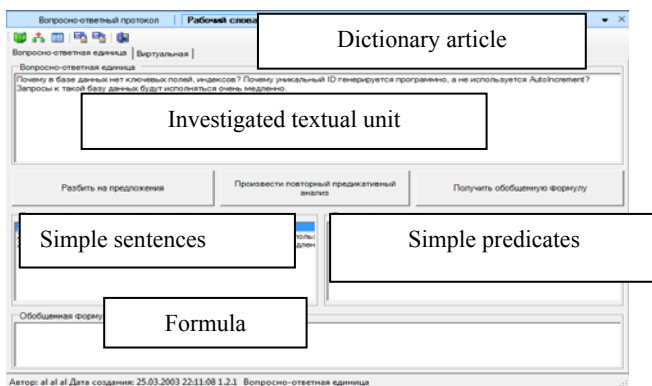 Вопросно-ответный протокол | Рабочий слова
Dictionary article
Вопросно-ответная единица | Виртуальная |
Вопросно-ответная единица
Почему в базе данных нет ключевых полей, индексов? Почему уникальный ID генерируется программно, а не используется AutoIncrement?
Запросы к такой базу данных будут исполняться очень медленно.
Investigated textual unit
Разбить на предложения
Произвести повторный предикативный
анализ
Получить обобщенную формулу
Simple sentences
Simple predicates
Обобщенная форму
Formula
Автор: al al al Дата создания: 25.03.2003 22:11:08 1.2.1 Вопросно-ответная единица